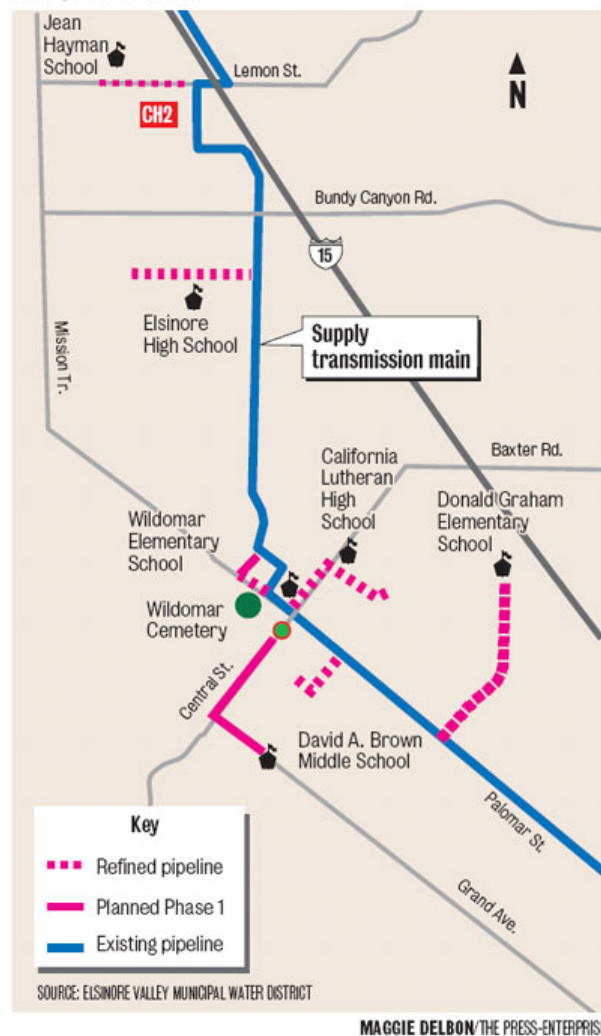 Jean
Hayman
School
Lemon St.
N
CH2
Bundy Canyon Rd.
15
Elsinore
High School
Mission Tr.
Supply
transmission main
California
Lutheran
High
School
Baxter Rd.
Donald Graham
Elementary
School
Wildomar
Elementary
School
Wildomar
Cemetery
Central St.
David A. Brown
Middle School
Palomar St.
Grand Ave.
Key
Refined pipeline
Planned Phase 1
Existing pipeline
SOURCE: ELSINORE VALLEY MUNICIPAL WATER DISTRICT
MAGGIE DELBON/THE PRESS-ENTERPRISE